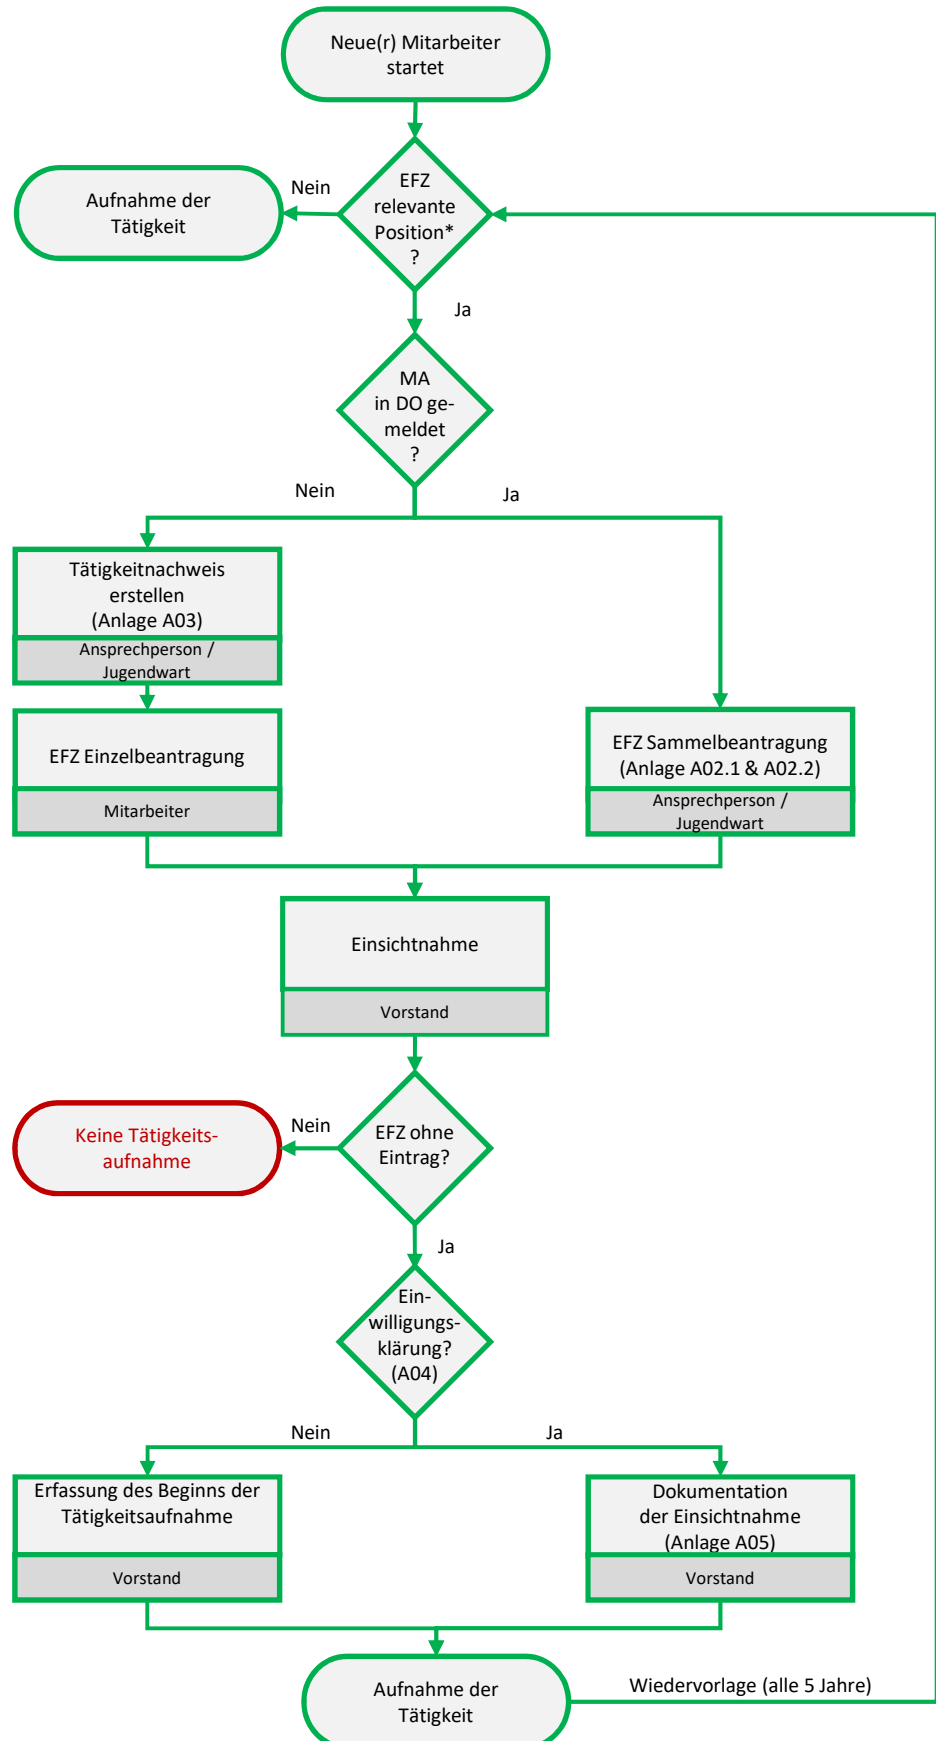 Neue(r) Mitarbeiter
startet
EFZ
relevante
Position*
?
Nein
Aufnahme der
Tätigkeit
Ja
MA
in DO ge-
meldet
?
Nein
Ja
Tätigkeitnachweis
erstellen
(Anlage A03)
Ansprechperson /
Jugendwart
EFZ Einzelbeantragung
Mitarbeiter
EFZ Sammelbeantragung
(Anlage A02.1 & A02.2)
Ansprechperson /
Jugendwart
Einsichtnahme
Vorstand
EFZ ohne
Eintrag?
Nein
Keine Tätigkeits-
aufnahme
Ja
Ein-
willigungs-
klärung?
(A04)
Nein
Ja
Erfassung des Beginns der
Tätigkeitsaufnahme
Vorstand
Dokumentation
der Einsichtnahme
(Anlage A05)
Vorstand
Aufnahme der
Tätigkeit
Wiedervorlage (alle 5 Jahre)